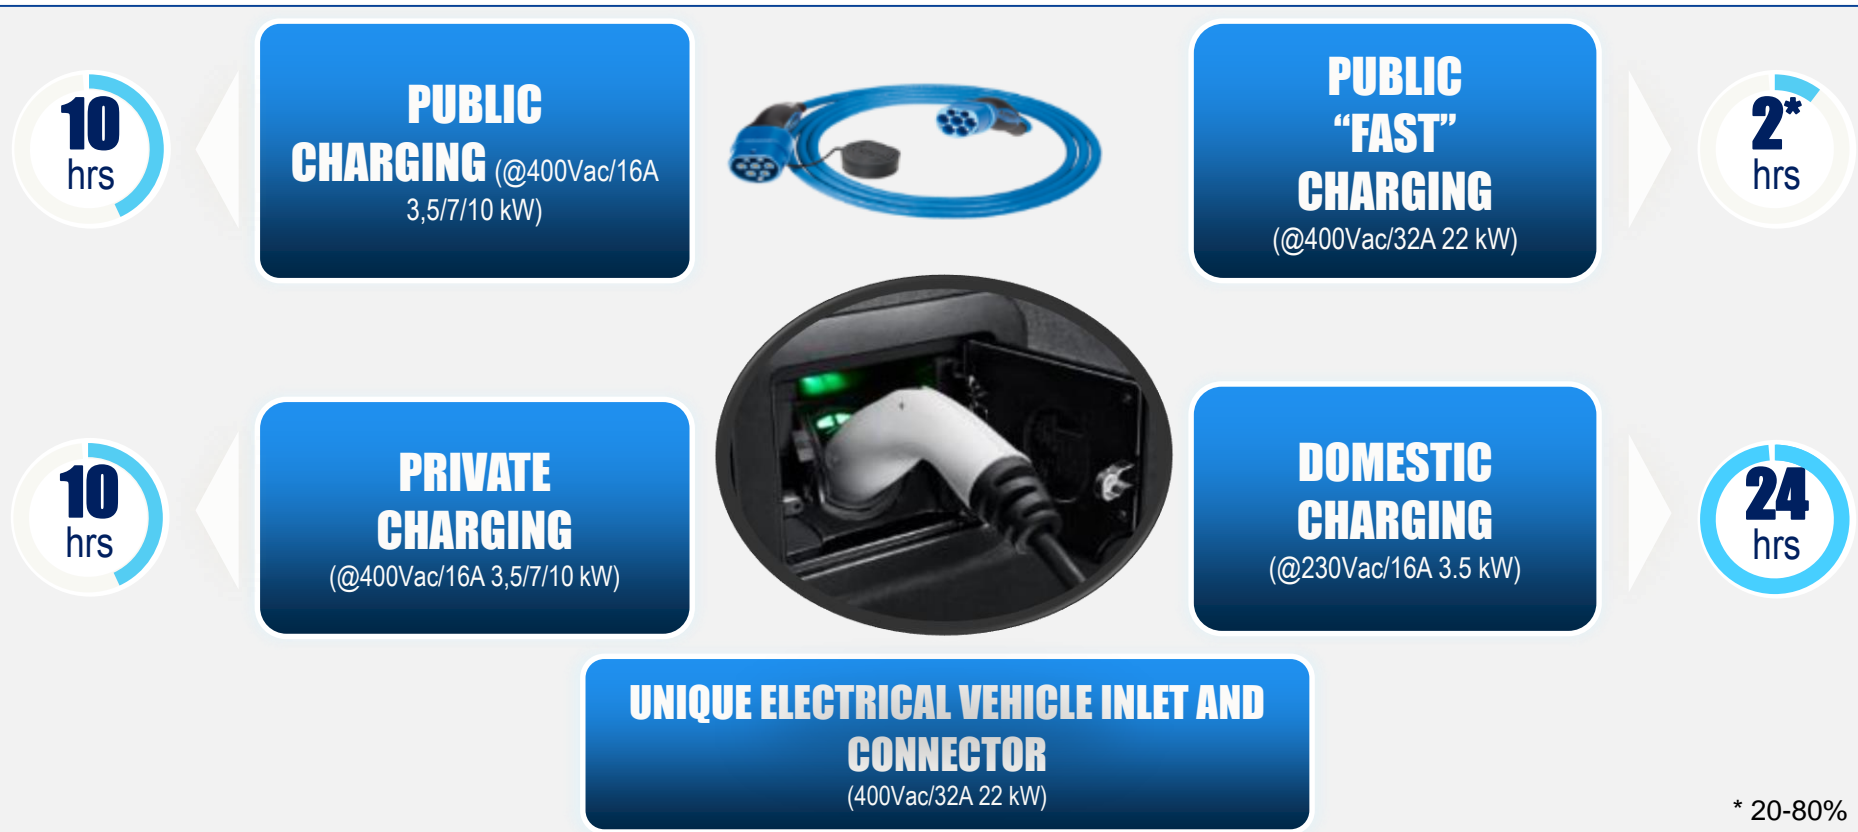 10
hrs
PUBLIC
CHARGING (@400Vac/16A
3,5/7/10 kW)
PUBLIC
“FAST”
CHARGING
(@400Vac/32A 22 kW)
2*
hrs
10
hrs
PRIVATE
CHARGING
(@400Vac/16A 3,5/7/10 kW)
DOMESTIC
CHARGING
(@230Vac/16A 3.5 kW)
24
hrs
UNIQUE ELECTRICAL VEHICLE INLET AND
CONNECTOR
(400Vac/32A 22 kW)
* 20-80%